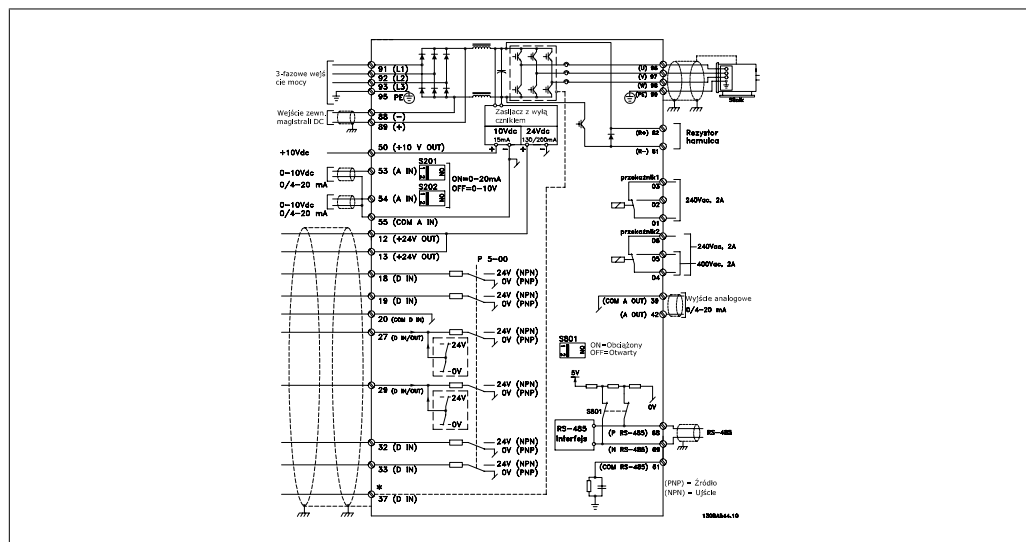 3-fazowe wejś
cie mocy
91 (L1)
92 (L2)
93 (L3)
95 PE
Wejście zewn.
magistrali DC
88 (-)
89 (+)
+10Vdc
50 (+10 V OUT)
0-10Vdc
0/4-20 mA
53 (A IN)
S201
ON
1 2
ON=0-20mA
OFF=0-10V
0-10Vdc
0/4-20 mA
54 (A IN)
S202
ON
1 2
55 (COM A IN)
12 (+24V OUT)
13 (+24V OUT)
P 5-00
18 (D IN)
24V (NPN)
0V (PNP)
19 (D IN)
24V (NPN)
0V (PNP)
20 (COM D IN)
27 (D IN/OUT)
24V (NPN)
0V (PNP)
24V
0V
29 (D IN/OUT)
24V (NPN)
0V (PNP)
24V
0V
32 (D IN)
24V (NPN)
0V (PNP)
33 (D IN)
24V (NPN)
0V (PNP)
*
37 (D IN)
Zasilacz z wyłą
cznikiem
10Vdc
15mA
24Vdc
130/200mA
+ - + -
(U) 96
(V) 97
(W) 98
(PE) 99
Silnik
(R+) 82
(R-) 81
Rezystor
hamulca
przekaźnik1
03
02
01
240Vac, 2A
przekaźnik2
06
05
04
240Vac, 2A
400Vac, 2A
(COM A OUT) 39
(A OUT) 42
Wyjście analogowe
0/4-20 mA
S801
ON
1 2
ON=Obciążony
OFF=Otwarty
5V
0V
S801
RS-485
Interfejs
(P RS-485) 68
(N RS-485) 69
RS-485
(COM RS-485) 61
(PNP) = Źródło
(NPN) = Ujście
130BA544.10